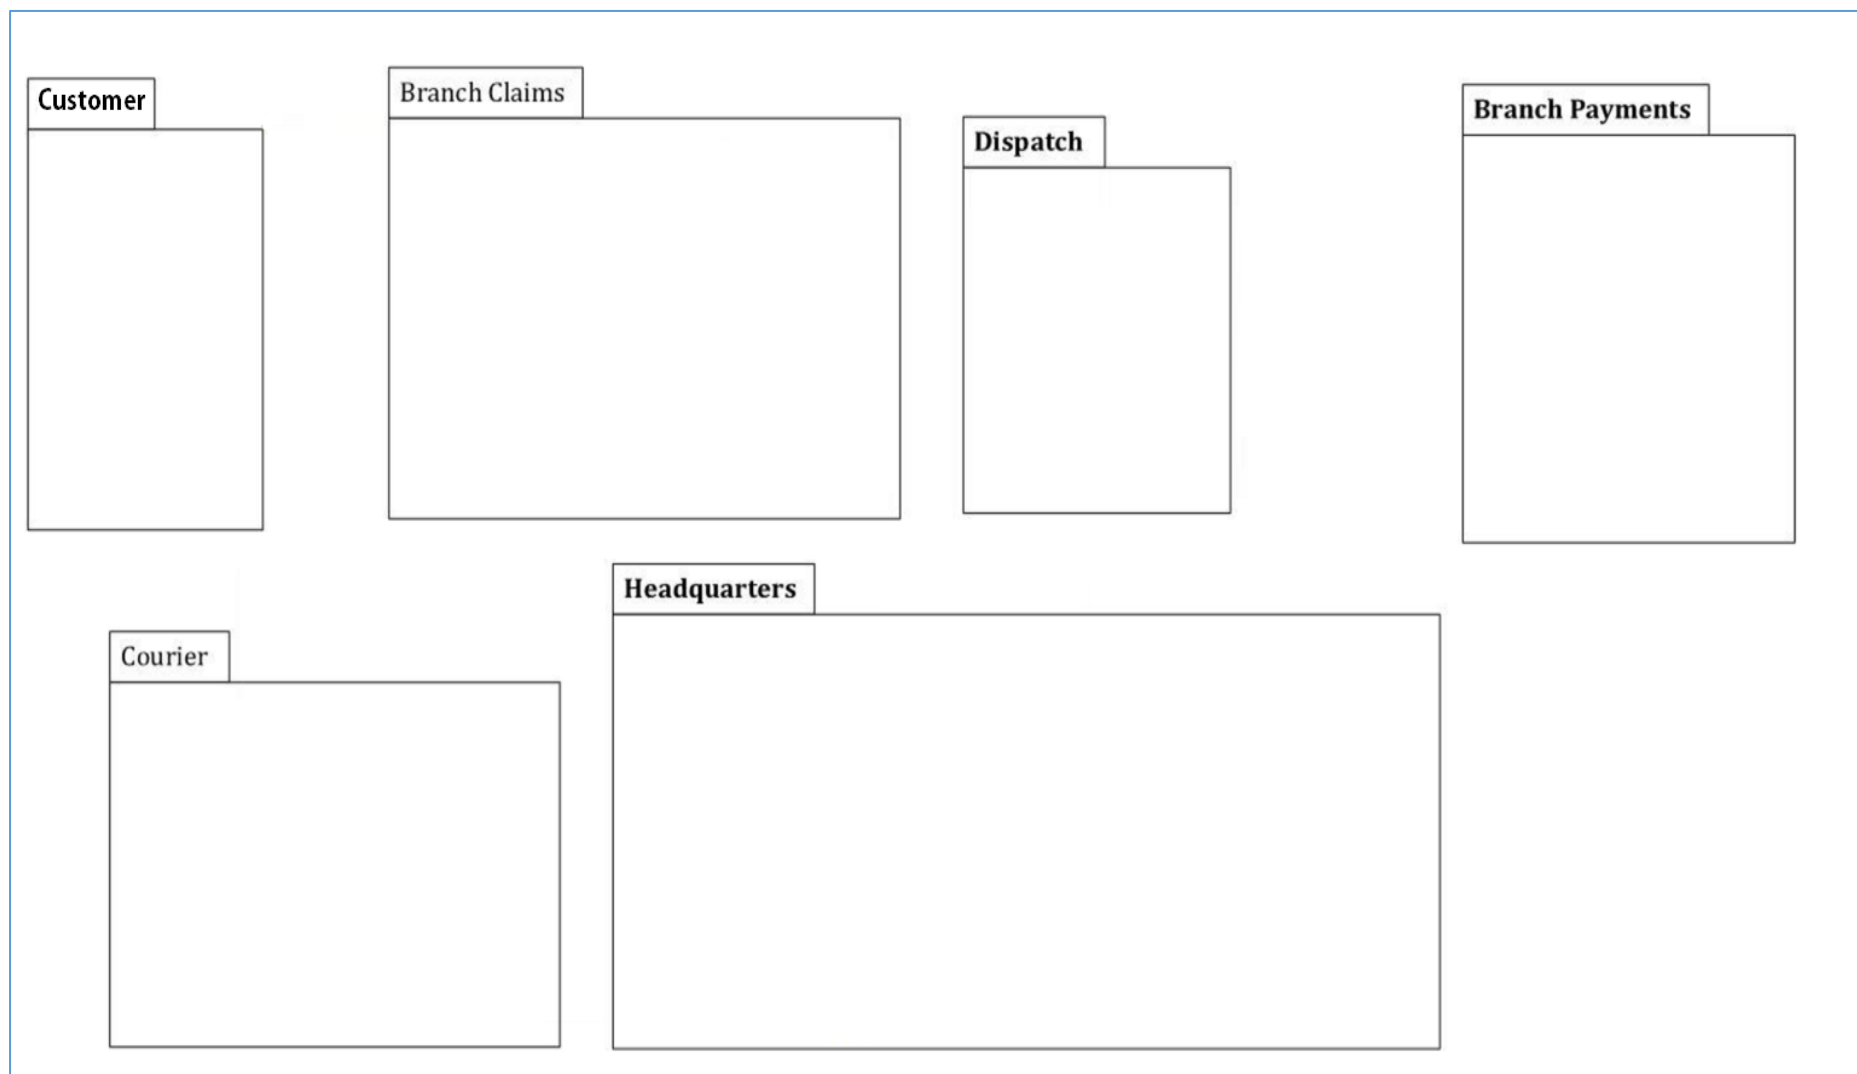 Customer
Branch Claims
Dispatch
Branch Payments
Courier
Headquarters